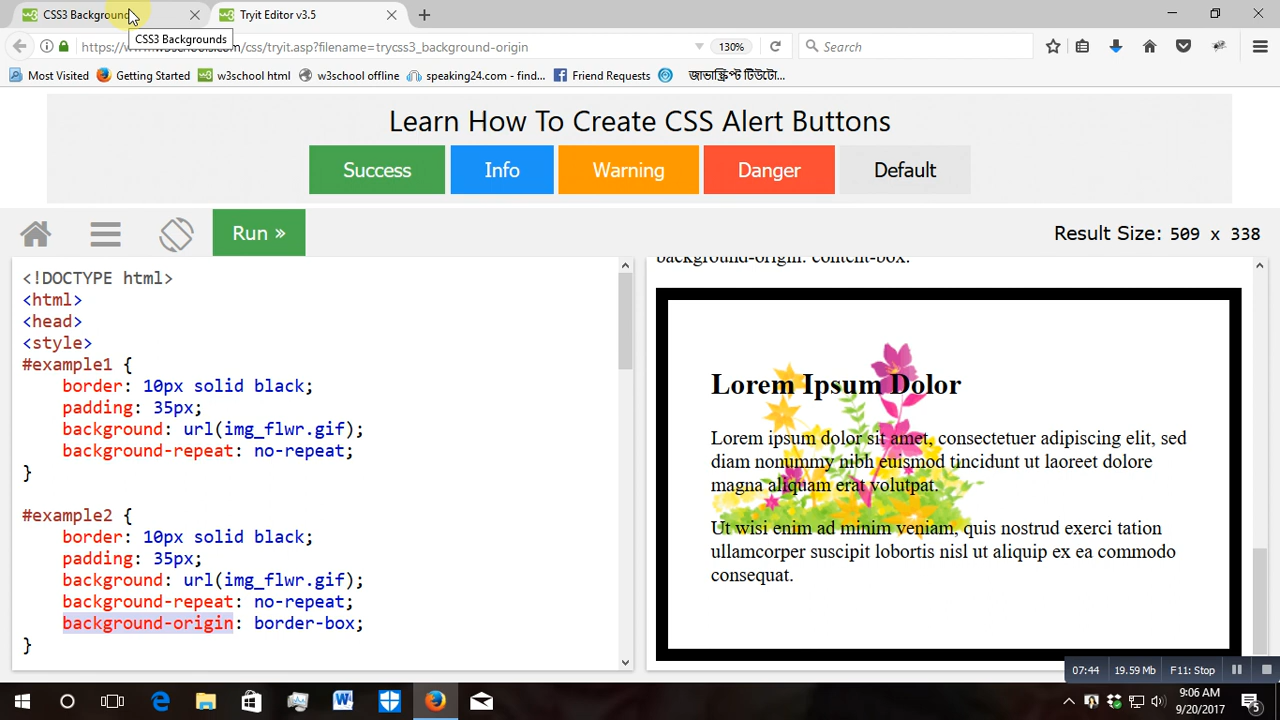 CSS3 Background
Tryit Editor v3.5
CSS3 Backgrounds
/css/tryit.asp?filename=trycss3_background-origin
130%
Search
Most Visited
Getting Started
w3school html
w3school offline
speaking24.com - find...
Friend Requests
জাভাস্ক্রিপ্ট টিউটো...
Learn How To Create CSS Alert Buttons
Success
Info
Warning
Danger
Default
Run »
Result Size: 509 x 338
<!DOCTYPE html>
<html>
<head>
<style>
#example1 {
border: 10px solid black;
padding: 35px;
background: url(img_flwr.gif);
background-repeat: no-repeat;
}
#example2 {
border: 10px solid black;
padding: 35px;
background: url(img_flwr.gif);
background-repeat: no-repeat;
background-origin: border-box;
}
background-origin: content-box:
Lorem Ipsum Dolor
Lorem ipsum dolor sit amet, consectetuer adipiscing elit, sed
diam nonummy nibh euismod tincidunt ut laoreet dolore
magna aliquam erat volutpat.
Ut wisi enim ad minim veniam, quis nostrud exerci tation
ullamcorper suscipit lobortis nisl ut aliquip ex ea commodo
consequat.
07:44
19.59 Mb
F11: Stop
9:06 AM
9/20/2017
5